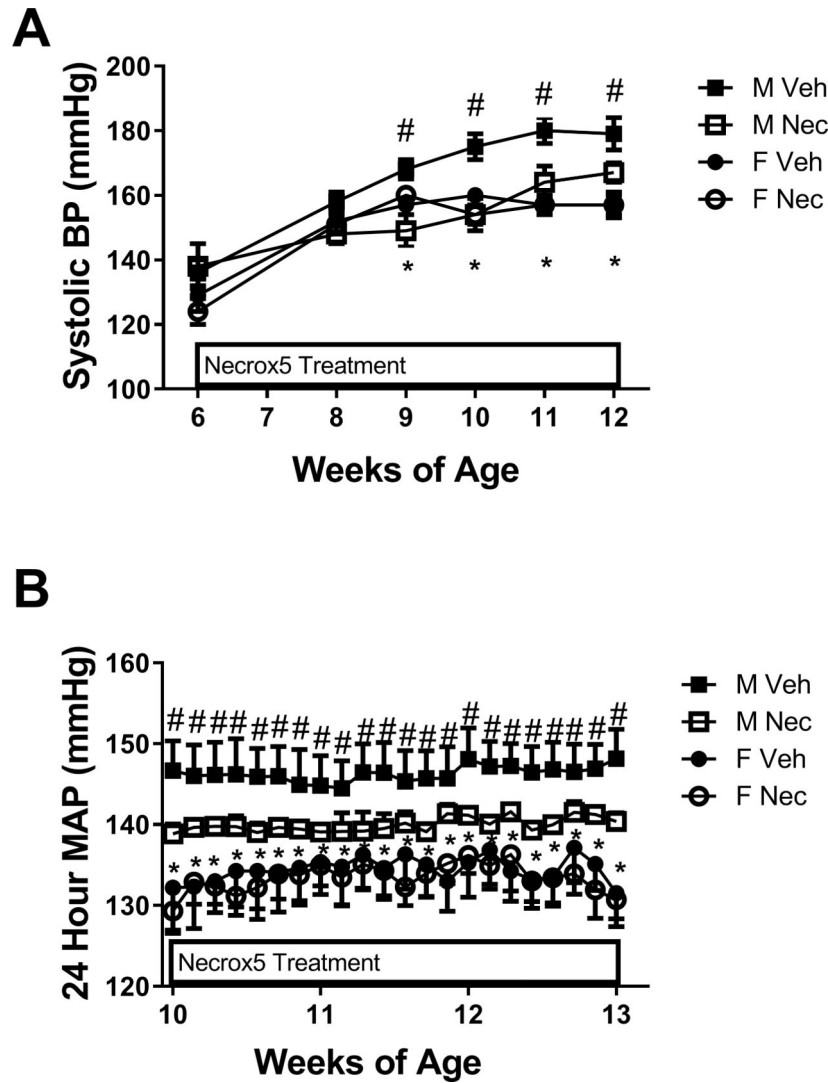 A
Systolic BP (mmHg)
200
180
160
140
120
100
# # # #
* * * *
Necrox5 Treatment
6 7 8 9 10 11 12
Weeks of Age
M Veh
M Nec
F Veh
F Nec
B
24 Hour MAP (mmHg)
160
150
140
130
120
# # # # # # # # # # # # # # # # # # # # # #
* * * * * * * * * * * * * * * * * * * * * *
Necrox5 Treatment
10 11 12 13
Weeks of Age
M Veh
M Nec
F Veh
F Nec